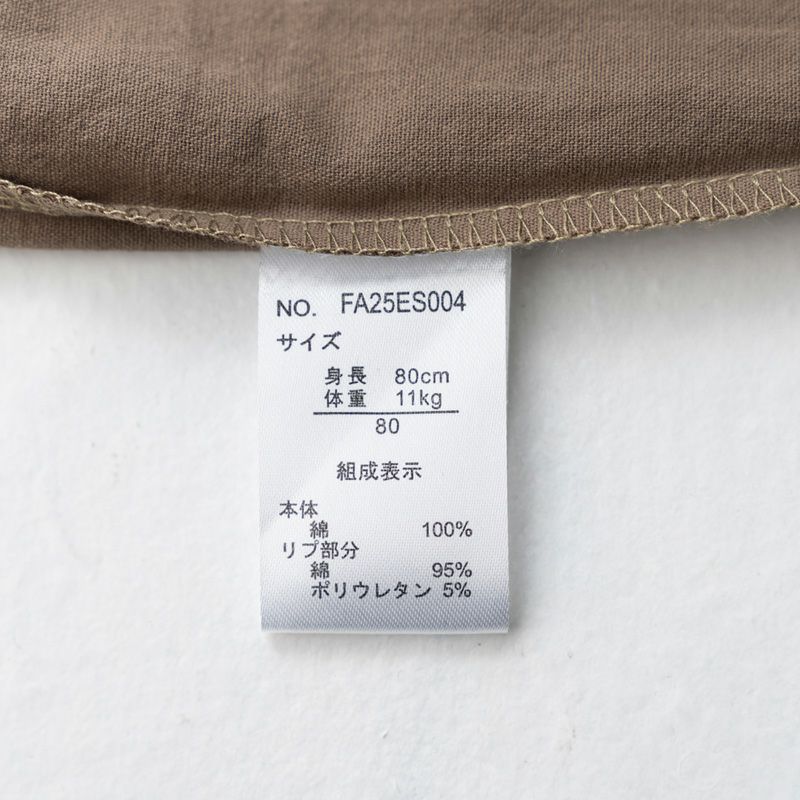 NO. FA25ES004
サイズ
身長 80cm
体重 11kg
80
組成表示
本体
綿 100%
リブ部分
綿 95%
ポリウレタン 5%